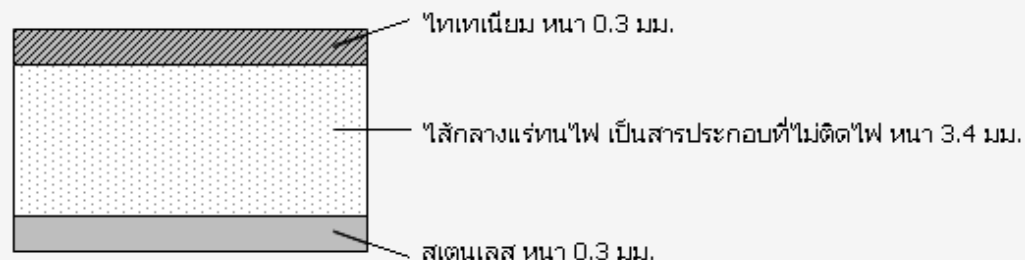 ไทเทเนียม หนา 0.3 มม.
ไส้กลางแร่ทนไฟ เป็นสารประกอบที่ไม่ติดไฟ หนา 3.4 มม.
สเตนเลส หนา 0.3 มม.